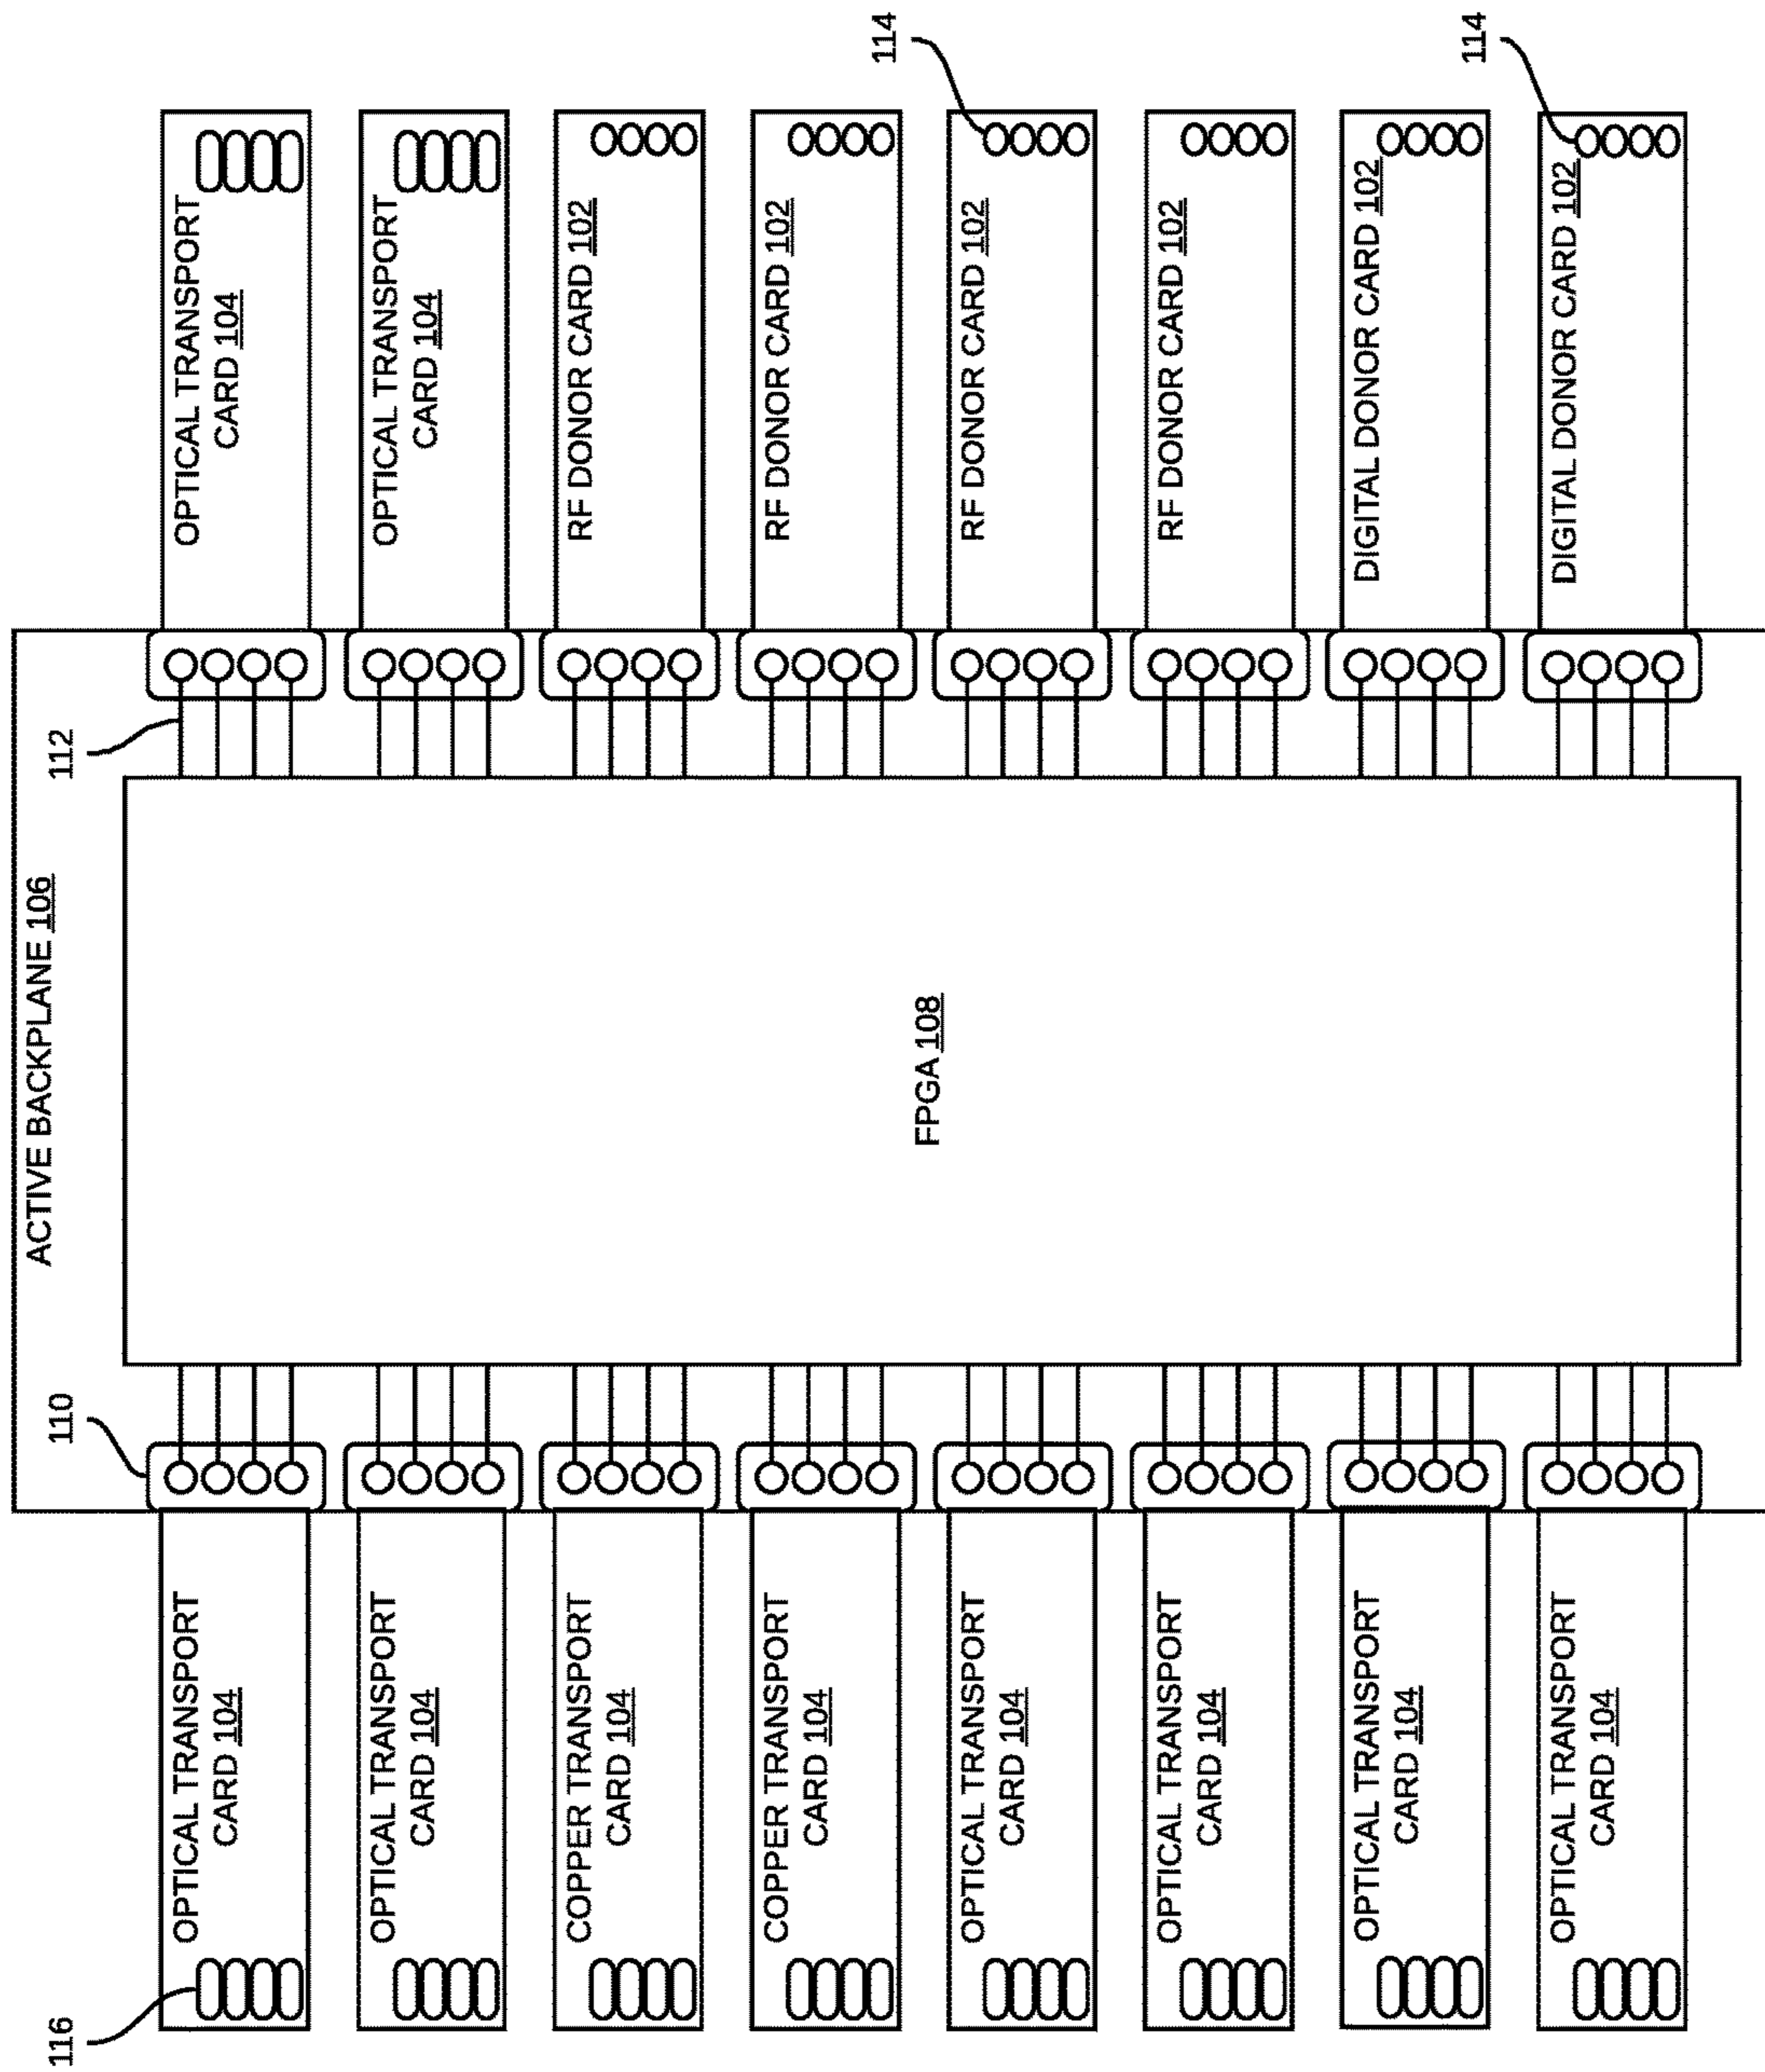 ACTIVE BACKPLANE 106
116
110
112
OPTICAL TRANSPORT
CARD 104
OPTICAL TRANSPORT
CARD 104
OPTICAL TRANSPORT
CARD 104
OPTICAL TRANSPORT
CARD 104
COPPER TRANSPORT
CARD 104
RF DONOR CARD 102
COPPER TRANSPORT
CARD 104
RF DONOR CARD 102
114
FPGA 108
OPTICAL TRANSPORT
CARD 104
RF DONOR CARD 102
OPTICAL TRANSPORT
CARD 104
RF DONOR CARD 102
OPTICAL TRANSPORT
CARD 104
DIGITAL DONOR CARD 102
114
OPTICAL TRANSPORT
CARD 104
DIGITAL DONOR CARD 102